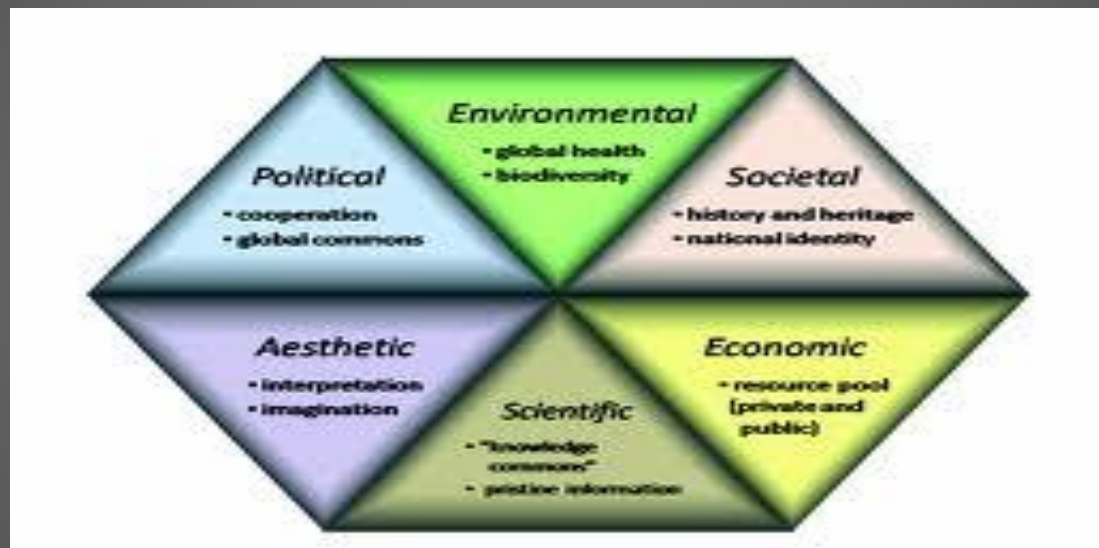 Environmental
• global health
• biodiversity
Political
• cooperation
• global commons
Societal
• history and heritage
• national identity
Aesthetic
• interpretation
• imagination
Scientific
• "knowledge
commons"
• pristine information
Economic
• resource pool
(private and
public)